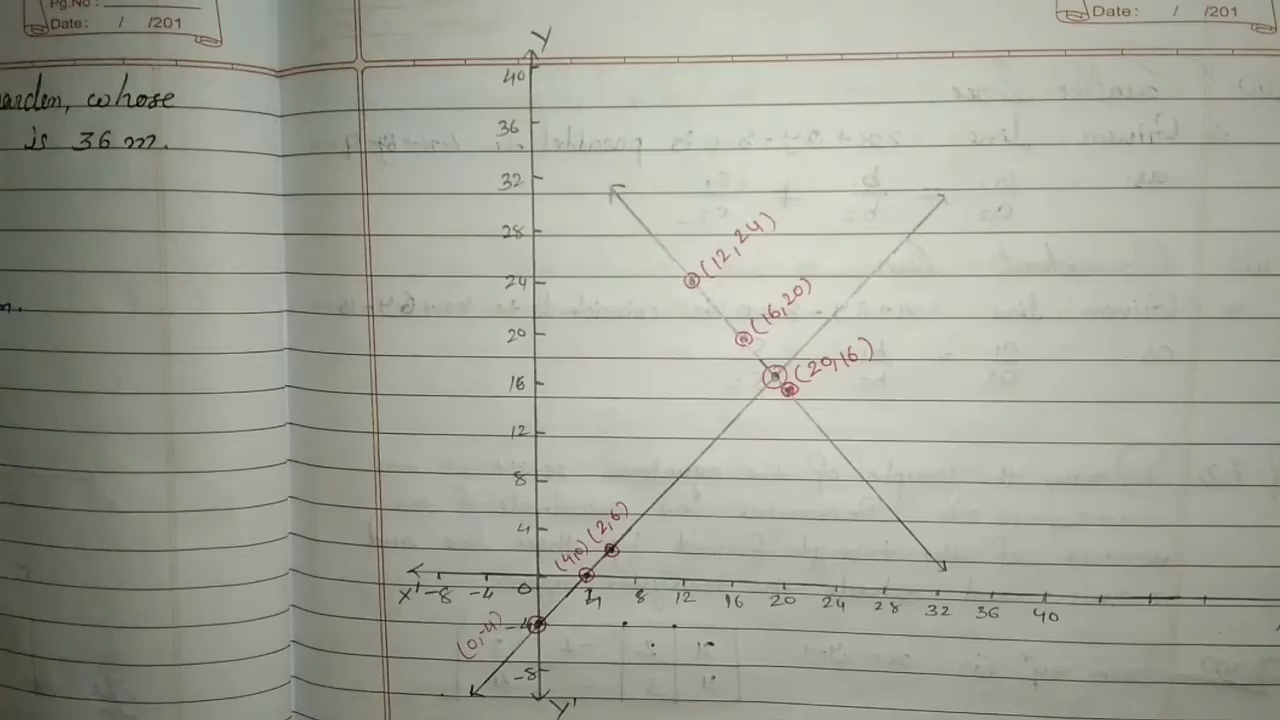 Pg.No:
Date: / /201
Date: / /201
whose
is 36 m.
Y
40
36
32
28
24
20
16
12
8
4
(12,24)
(16,20)
(20,16)
(4,0) (2,6)
X' -8 -4 0 4 8 12 16 20 24 28 32 36 40
(0,-4) -4
-8
Y'